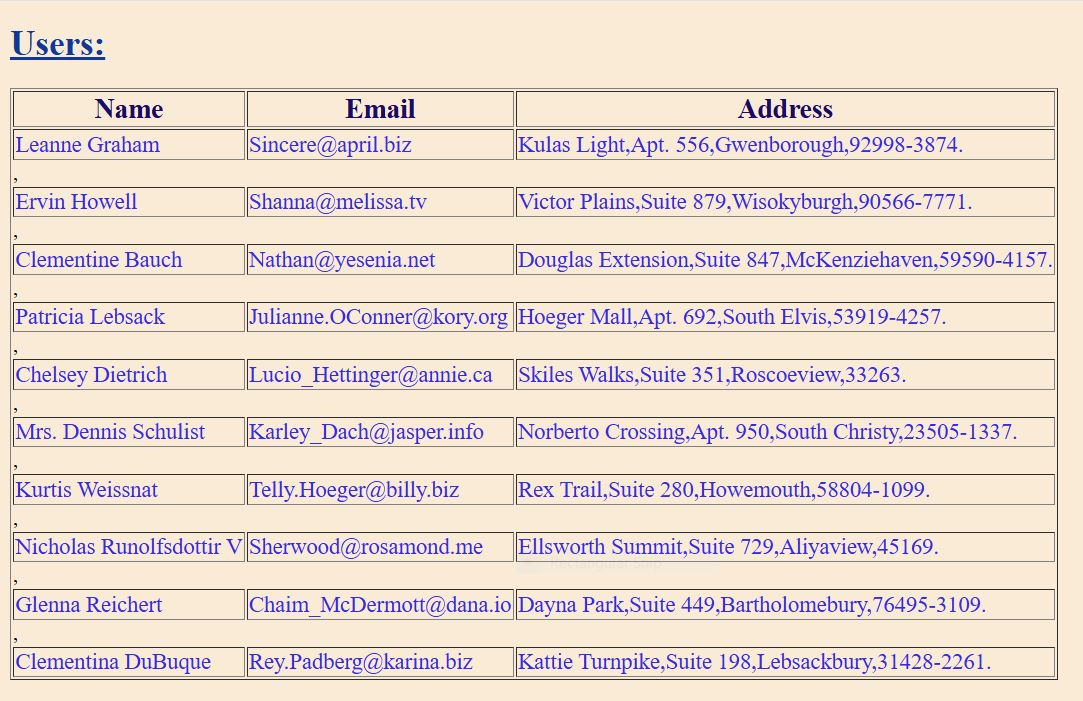 Users:
Name Email Address
Leanne Graham Sincere@april.biz Kulas Light,Apt. 556,Gwenborough,92998-3874.
,
Ervin Howell Shanna@melissa.tv Victor Plains,Suite 879,Wisokyburgh,90566-7771.
,
Clementine Bauch Nathan@yesenia.net Douglas Extension,Suite 847,McKenziehaven,59590-4157.
,
Patricia Lebsack Julianne.OConner@kory.org Hoeger Mall,Apt. 692,South Elvis,53919-4257.
,
Chelsey Dietrich Lucio_Hettinger@annie.ca Skiles Walks,Suite 351,Roscoeview,33263.
,
Mrs. Dennis Schulist Karley_Dach@jasper.info Norberto Crossing,Apt. 950,South Christy,23505-1337.
,
Kurtis Weissnat Telly.Hoeger@billy.biz Rex Trail,Suite 280,Howemouth,58804-1099.
,
Nicholas Runolfsdottir V Sherwood@rosamond.me Ellsworth Summit,Suite 729,Aliyaview,45169.
Rectangular Snip
,
Glenna Reichert Chaim_McDermott@dana.io Dayna Park,Suite 449,Bartholomebury,76495-3109.
,
Clementina DuBuque Rey.Padberg@karina.biz Kattie Turnpike,Suite 198,Lebsackbury,31428-2261.